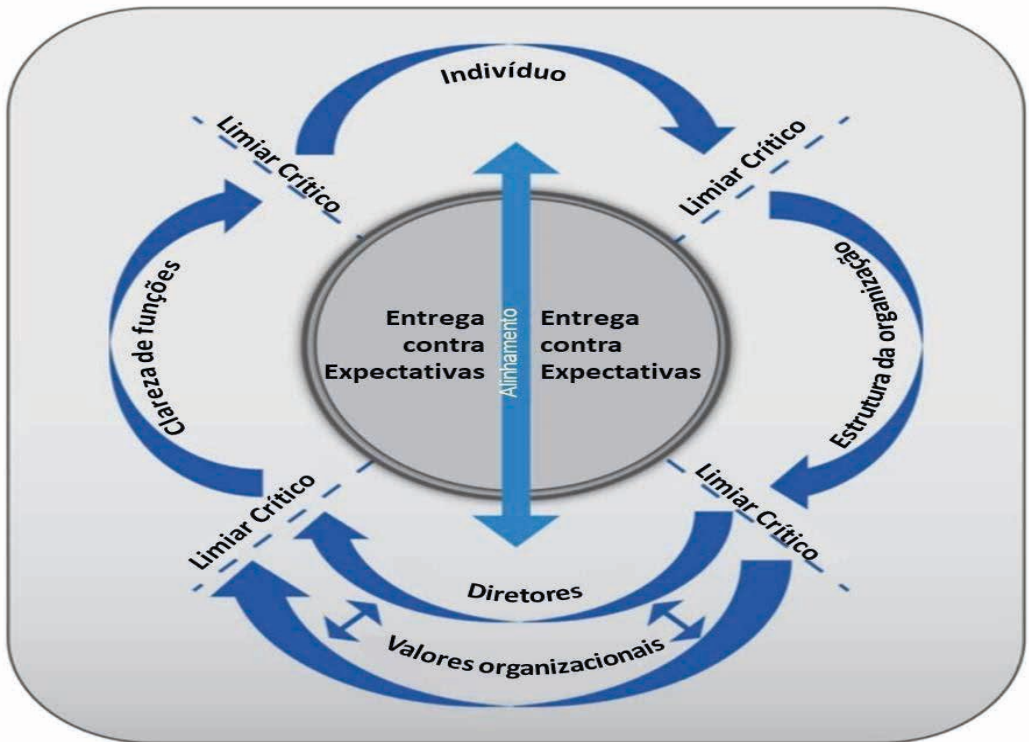 Indivíduo
Limiar Crítico
Limiar Crítico
Clareza de funções
Estrutura da organização
Entrega
contra
Expectativas
Alinhamento
Entrega
contra
Expectativas
Limiar Crítico
Limiar Crítico
Diretores
Valores organizacionais